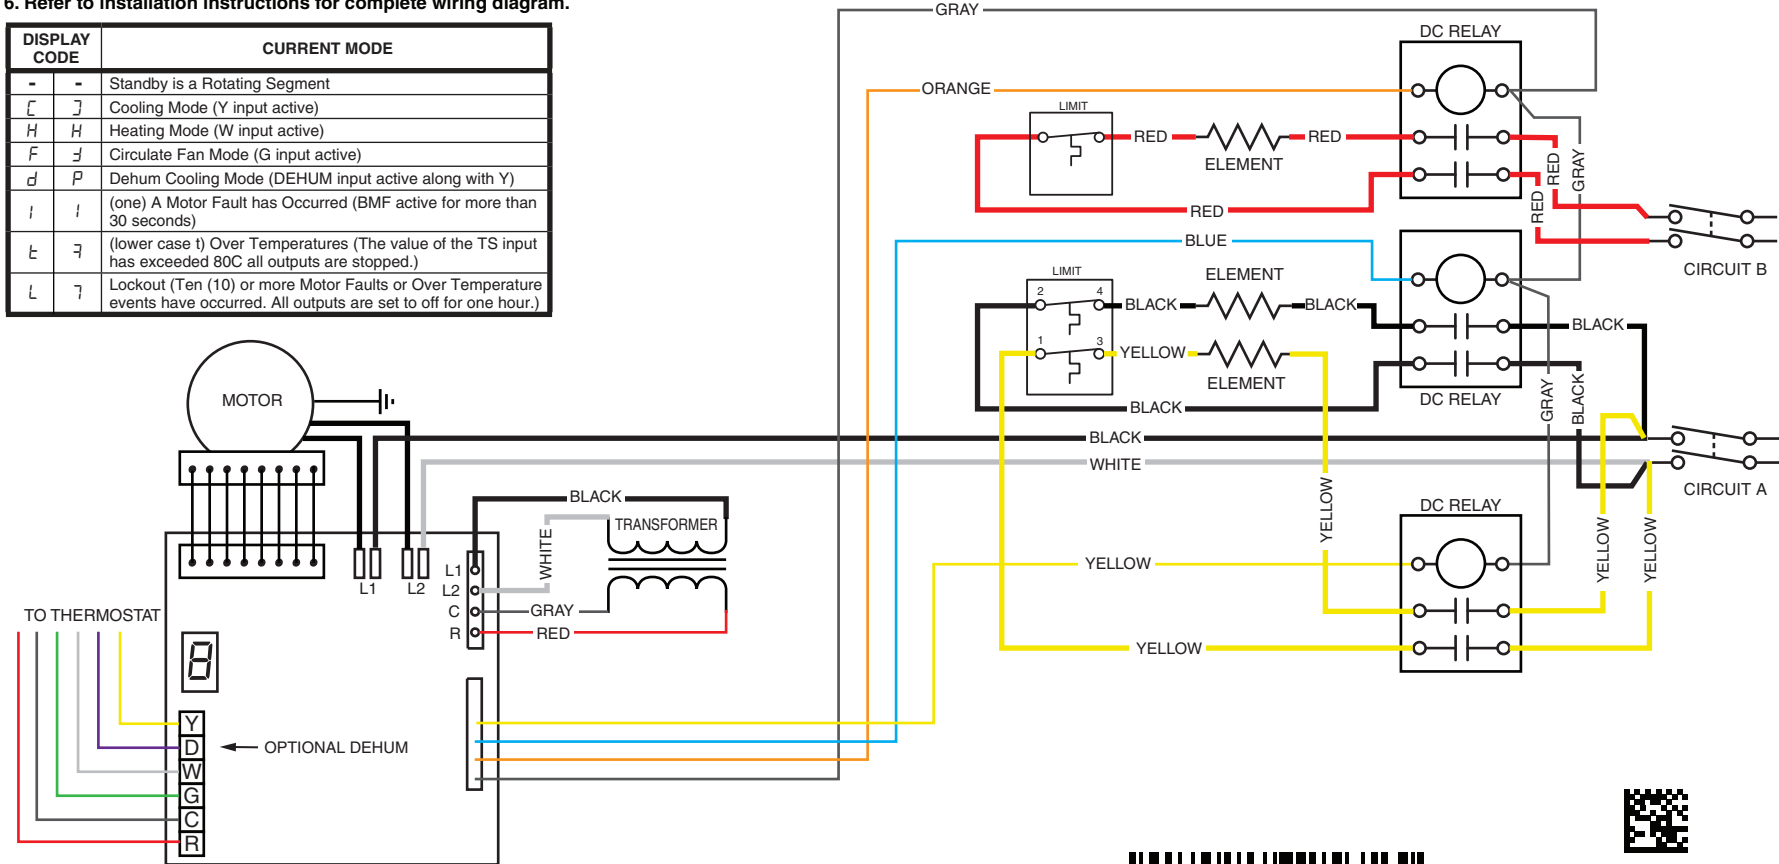 6. Refer to Installation Instructions for complete wiring diagram.
DISPLAY CODE CURRENT MODE
- - Standby is a Rotating Segment
Cooling Mode (Y input active)
H H Heating Mode (W input active)
F Circulate Fan Mode (G input active)
d P Dehum Cooling Mode (DEHUM input active along with Y)
(one) A Motor Fault has Occurred (BMF active for more than
30 seconds)
t (lower case t) Over Temperatures (The value of the TS input
has exceeded 80C all outputs are stopped.)
L Lockout (Ten (10) or more Motor Faults or Over Temperature
events have occurred. All outputs are set to off for one hour.)
GRAY
DC RELAY
ORANGE
LIMIT
RED
RED
ELEMENT
RED
RED
RED
GRAY
CIRCUIT B
BLUE
LIMIT
ELEMENT
2 4
BLACK
BLACK
BLACK
1 3
YELLOW
ELEMENT
BLACK
DC RELAY
GRAY
BLACK
MOTOR
BLACK
WHITE
CIRCUIT A
BLACK
TRANSFORMER
WHITE
YELLOW
DC RELAY
YELLOW
YELLOW
YELLOW
YELLOW
L1 L2
L1
L2
C
R
GRAY
RED
TO THERMOSTAT
8
Y
D OPTIONAL DEHUM
W
G
C
R